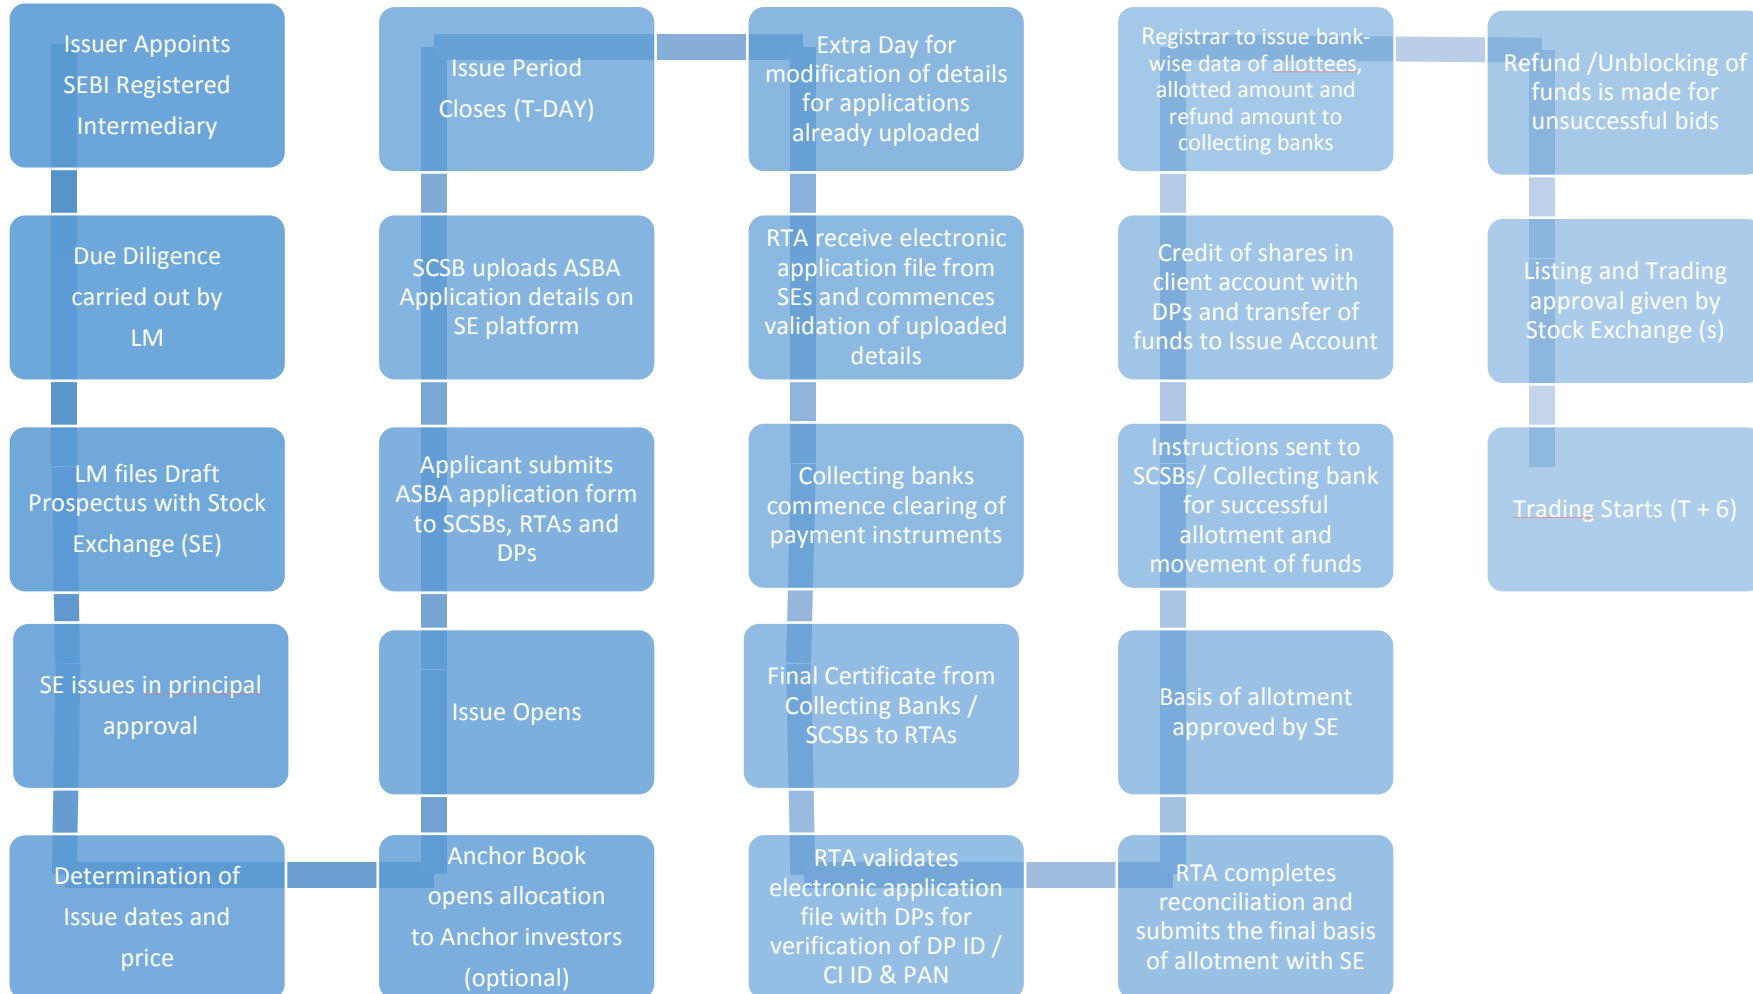 Issuer Appoints
SEBI Registered
Intermediary
Due Diligence
carried out by
LM
LM files Draft
Prospectus with Stock
Exchange (SE)
SE issues in principal
approval
Determination of
Issue dates and
price
Anchor Book
opens allocation
to Anchor investors
(optional)
Issue Opens
Applicant submits
ASBA application form
to SCSBs, RTAs and
DPs
SCSB uploads ASBA
Application details on
SE platform
Issue Period
Closes (T-DAY)
Extra Day for
modification of details
for applications
already uploaded
RTA receive electronic
application file from
SEs and commences
validation of uploaded
details
Collecting banks
commence clearing of
payment instruments
Final Certificate from
Collecting Banks /
SCSBs to RTAs
RTA validates
electronic application
file with DPs for
verification of DP ID /
CI ID & PAN
RTA completes
reconciliation and
submits the final basis
of allotment with SE
Basis of allotment
approved by SE
Instructions sent to
SCSBs/ Collecting bank
for successful
allotment and
movement of funds
Credit of shares in
client account with
DPs and transfer of
funds to Issue Account
Registrar to issue bank-
wise data of allottees,
allotted amount and
refund amount to
collecting banks
Refund /Unblocking of
funds is made for
unsuccessful bids
Listing and Trading
approval given by
Stock Exchange (s)
Trading Starts (T + 6)